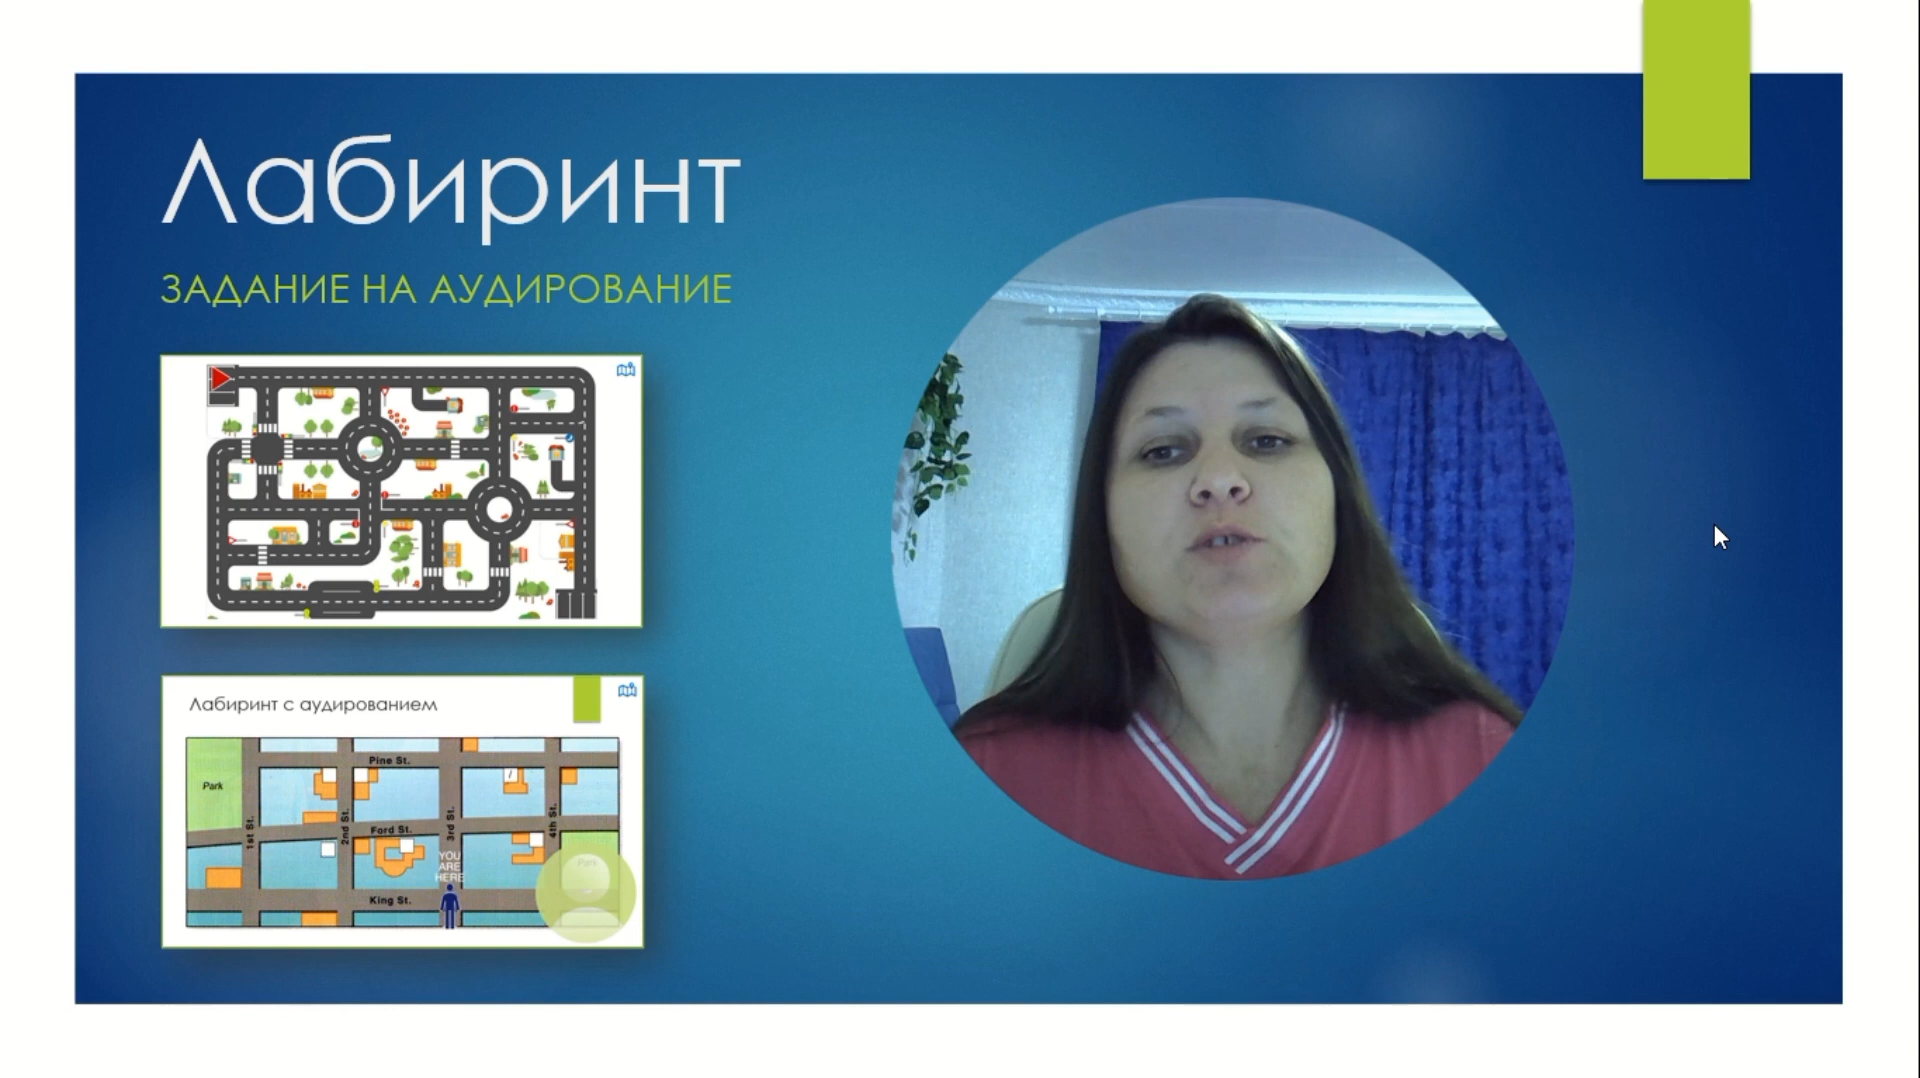 Лабиринт
ЗАДАНИЕ НА АУДИРОВАНИЕ
Лабиринт с аудированием
Pine St.
Park
1st St.
2nd St.
3rd St.
4th St.
Ford St.
YOU
ARE
HERE
Park
King St.